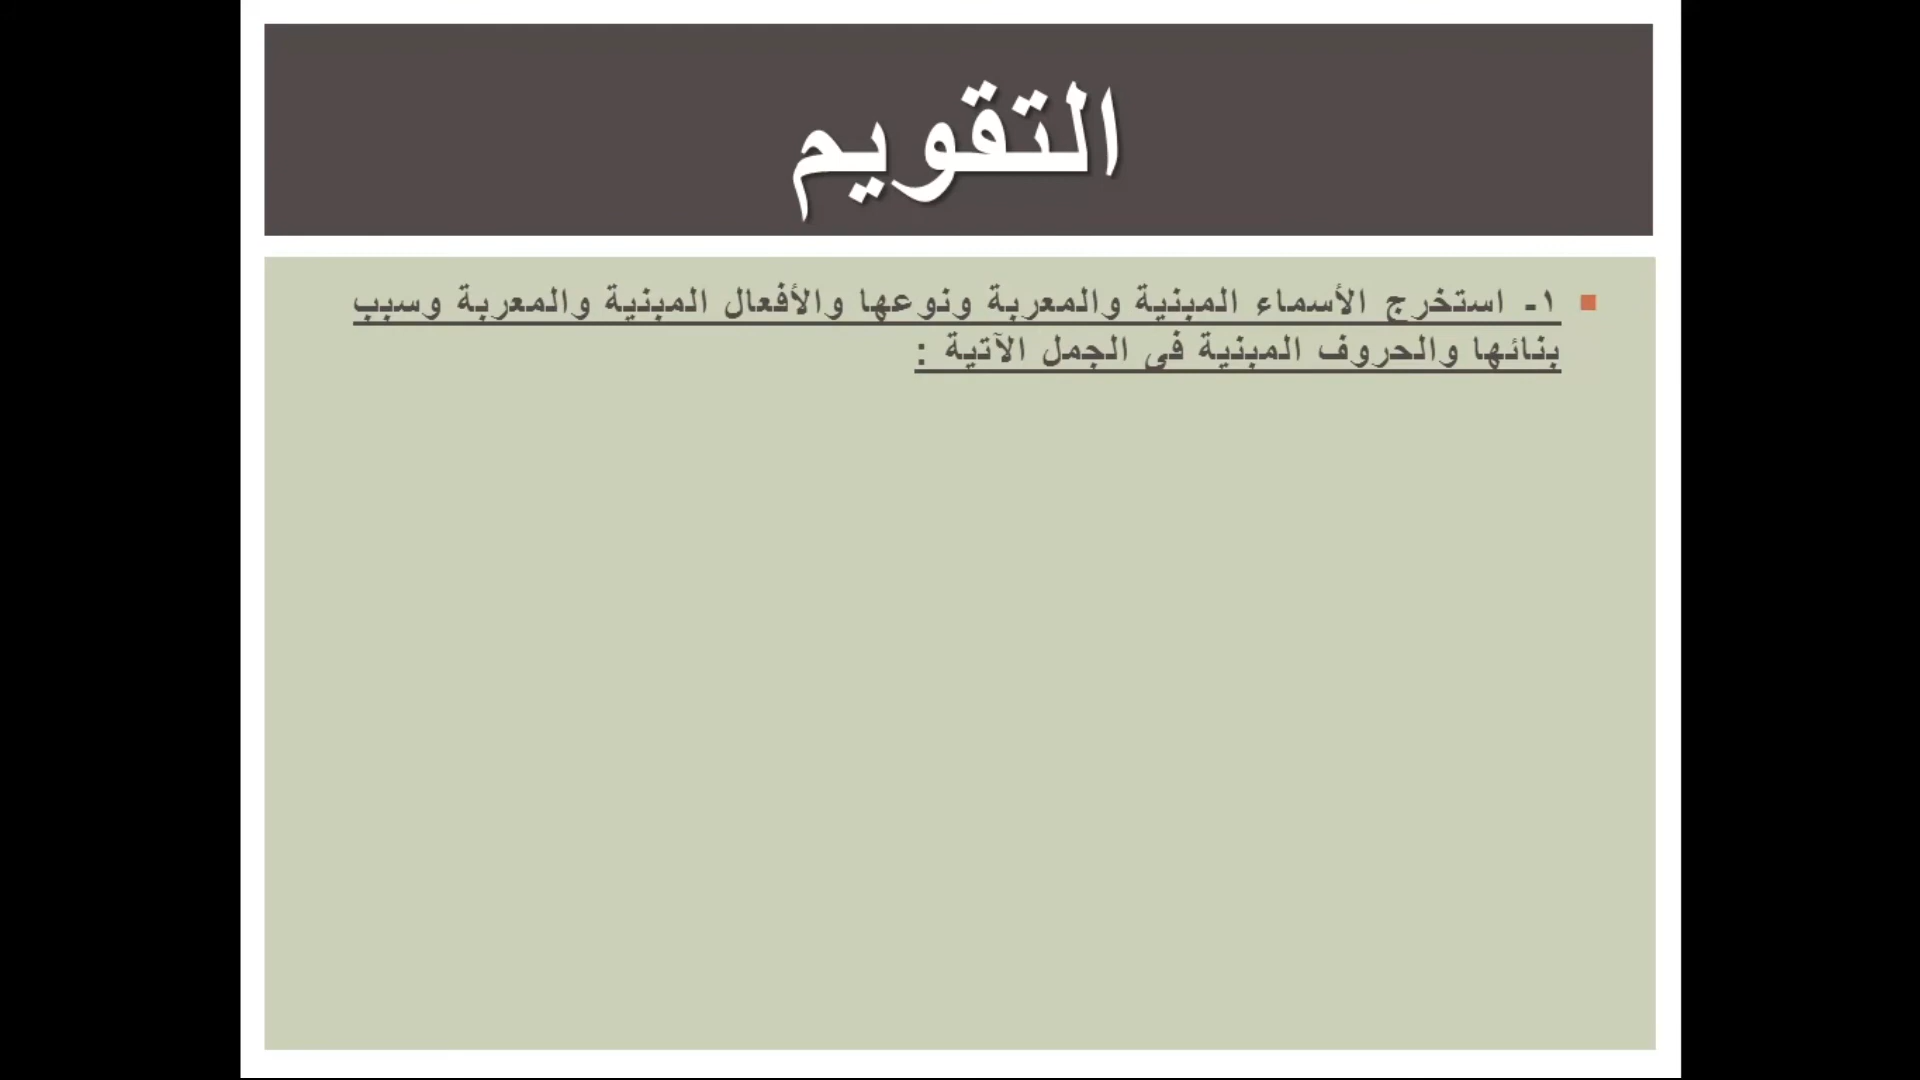 التقويم
١- استخرج الأسماء المبنية والمعربة ونوعها والأفعال المبنية والمعربة وسبب
بنائها والحروف المبنية فى الجمل الآتية :